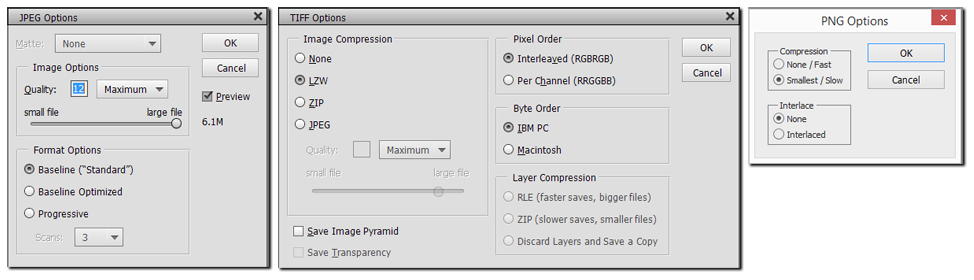 JPEG Options
Matte: None
OK
Cancel
Image Options
Quality: 12 Maximum
small file large file
Preview
6.1M
Format Options
Baseline ("Standard")
Baseline Optimized
Progressive
Scans: 3
TIFF Options
Image Compression
None
LZW
ZIP
JPEG
Quality: Maximum
small file large file
Save Image Pyramid
Save Transparency
Pixel Order
Interleaved (RGBRGB)
Per Channel (RRGGBB)
Byte Order
IBM PC
Macintosh
Layer Compression
RLE (faster saves, bigger files)
ZIP (slower saves, smaller files)
Discard Layers and Save a Copy
OK
Cancel
PNG Options
Compression
None / Fast
Smallest / Slow
Interlace
None
Interlaced
OK
Cancel